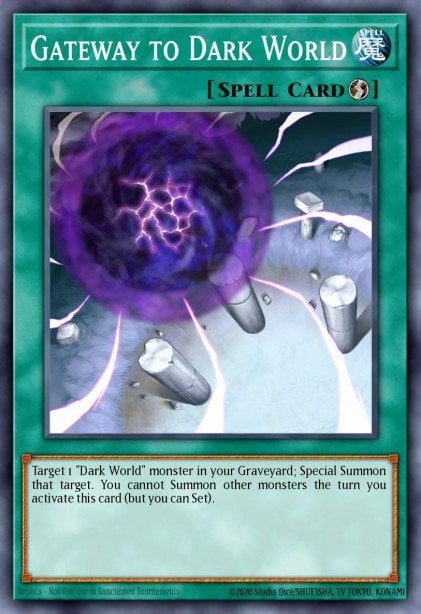 GATEWAY TO DARK WORLD
SPELL
魔
[SPELL CARD]
Target 1 "Dark World" monster in your Graveyard; Special Summon
that target. You cannot Summon other monsters the turn you
activate this card (but you can Set).
Replica - Not For Use in Sanctioned Tournaments
©2020 Studio Dice/SHUEISHA, TV TOKYO, KONAMI